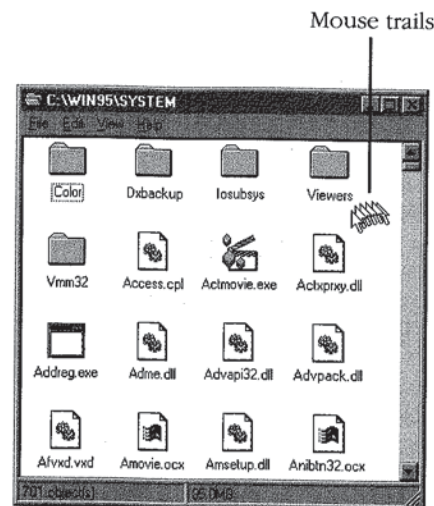 Mouse trails
C:\WIN95\SYSTEM
File Edit View Help
Color Dxbackup Iosubsys Viewers
Vmm32 Access.cpl Actmovie.exe Actxprxy.dll
Addreg.exe Adme.dll Advapi32.dll Advpack.dll
Afvxd.vxd Amovie.ocx Amsetup.dll Anibtn32.ocx
701 object(s)